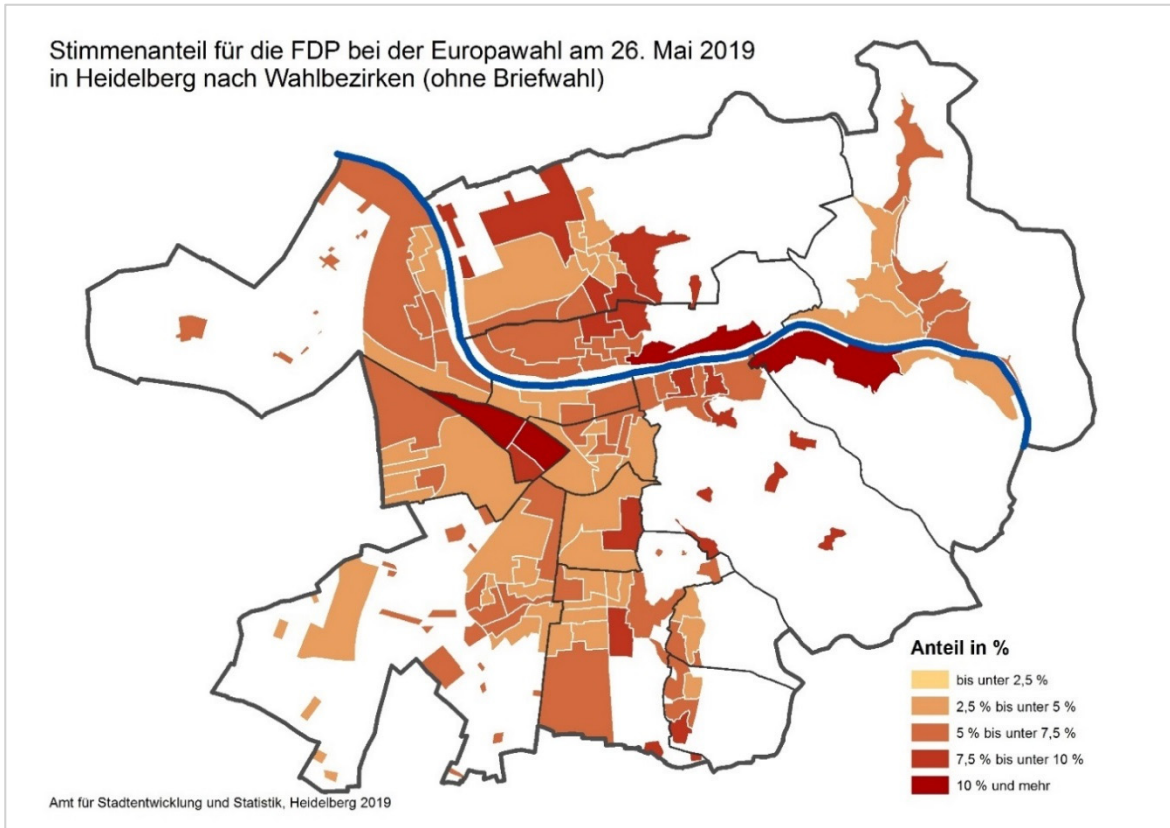 Stimmenanteil für die FDP bei der Europawahl am 26. Mai 2019
in Heidelberg nach Wahlbezirken (ohne Briefwahl)
Anteil in %
bis unter 2,5 %
2,5 % bis unter 5 %
5 % bis unter 7,5 %
7,5 % bis unter 10 %
10 % und mehr
Amt für Stadtentwicklung und Statistik, Heidelberg 2019